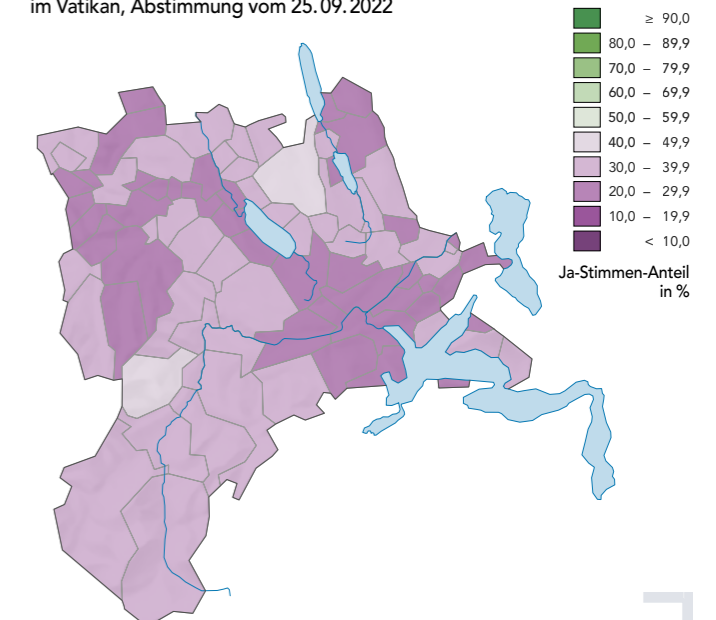 im Vatikan, Abstimmung vom 25. 09. 2022
≥ 90,0
80,0 – 89,9
70,0 – 79,9
60,0 – 69,9
50,0 – 59,9
40,0 – 49,9
30,0 – 39,9
20,0 – 29,9
10,0 – 19,9
< 10,0
Ja-Stimmen-Anteil
in %